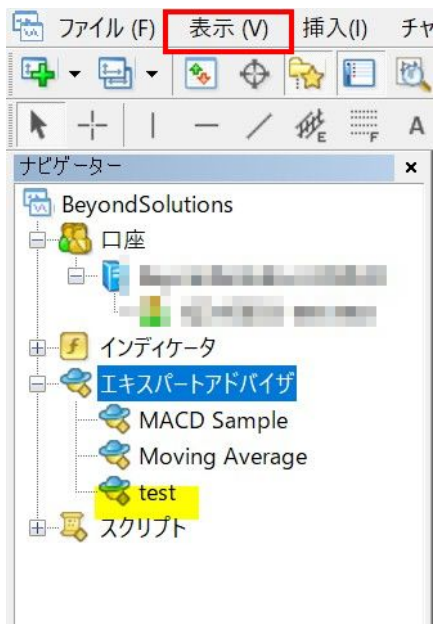 ファイル (F) 表示 (V) 挿入(I) チャ
E F A
ナビゲーター
BeyondSolutions
口座
インディケータ
エキスパートアドバイザ
MACD Sample
Moving Average
test
スクリプト